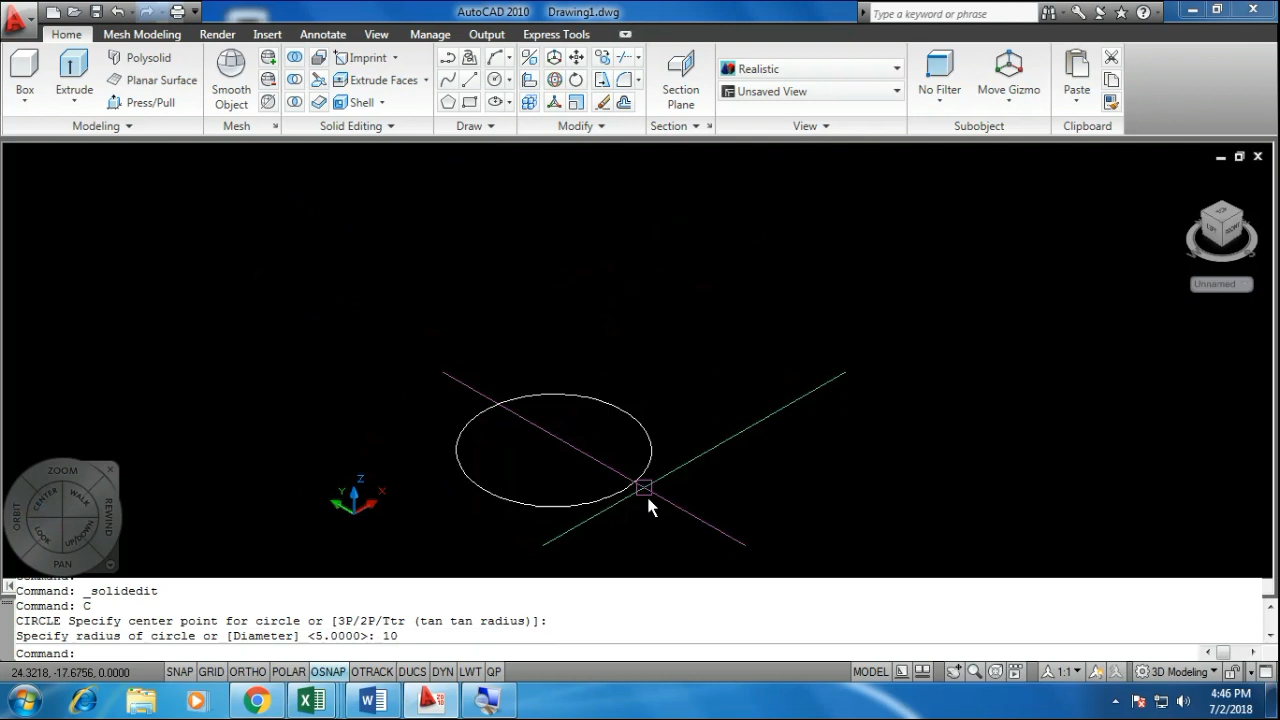 AutoCAD 2010 Drawing1.dwg
Type a keyword or phrase
Home Mesh Modeling Render Insert Annotate View Manage Output Express Tools
Box
Extrude
Polysolid
Planar Surface
Press/Pull
Modeling
Smooth
Object
Mesh
Imprint
Extrude Faces
Shell
Solid Editing
Draw
Modify
Section
Plane
Section
Realistic
Unsaved View
View
No Filter
Move Gizmo
Subobject
Paste
Clipboard
TOP
LEFT
FRONT
Unnamed
ZOOM
ORBIT
CENTER
WALK
REWIND
LOOK
UP/DOWN
PAN
Z
Y
X
Command: _solidedit
Command: C
CIRCLE Specify center point for circle or [3P/2P/Ttr (tan tan radius)]:
Specify radius of circle or [Diameter] <5.0000>: 10
Command:
24.3218, -17.6756, 0.0000 SNAP GRID ORTHO POLAR OSNAP OTRACK DUCS DYN LWT QP MODEL 1:1 3D Modeling
4:46 PM
7/2/2018